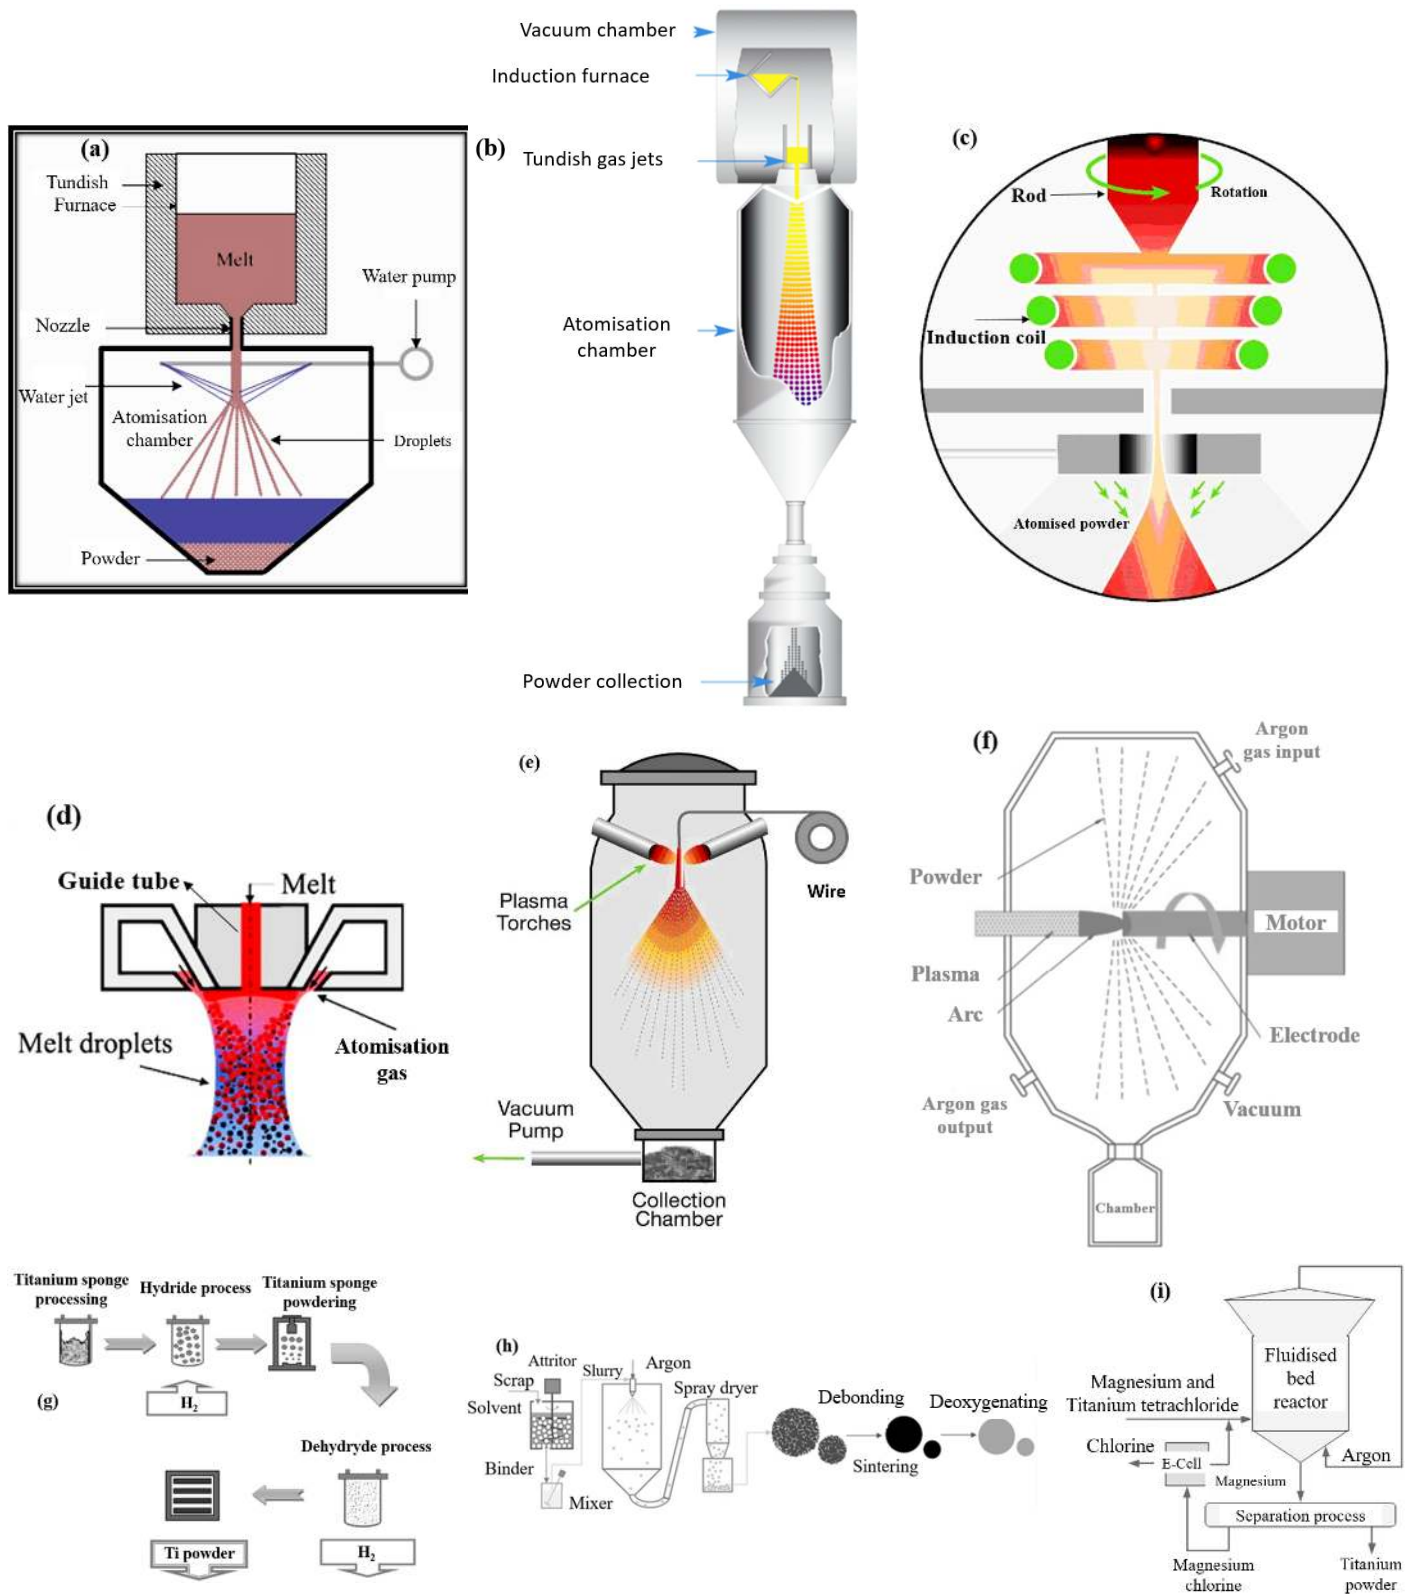 (a)
Tundish
Furnace
Melt
Water pump
Nozzle
Water jet
Atomisation
chamber
Droplets
Powder
(b)
Vacuum chamber
Induction furnace
Tundish gas jets
Atomisation
chamber
Powder collection
(c)
Rod
Rotation
Induction coil
Atomised powder
(d)
Guide tube
Melt
Melt droplets
Atomisation
gas
(e)
Plasma
Torches
Wire
Vacuum
Pump
Collection
Chamber
(f)
Argon
gas input
Powder
Motor
Plasma
Arc
Electrode
Argon gas
output
Vacuum
Chamber
Titanium sponge
processing
Hydride process
Titanium sponge
powdering
(g)
H2
Dehydryde process
Ti powder
H2
(h)
Attritor
Scrap
Solvent
Slurry
Argon
Spray dryer
Binder
Mixer
Debonding
Sintering
Deoxygenating
(i)
Fluidised
bed
reactor
Magnesium and
Titanium tetrachloride
Chlorine
E-Cell
Magnesium
Argon
Separation process
Magnesium
chlorine
Titanium
powder